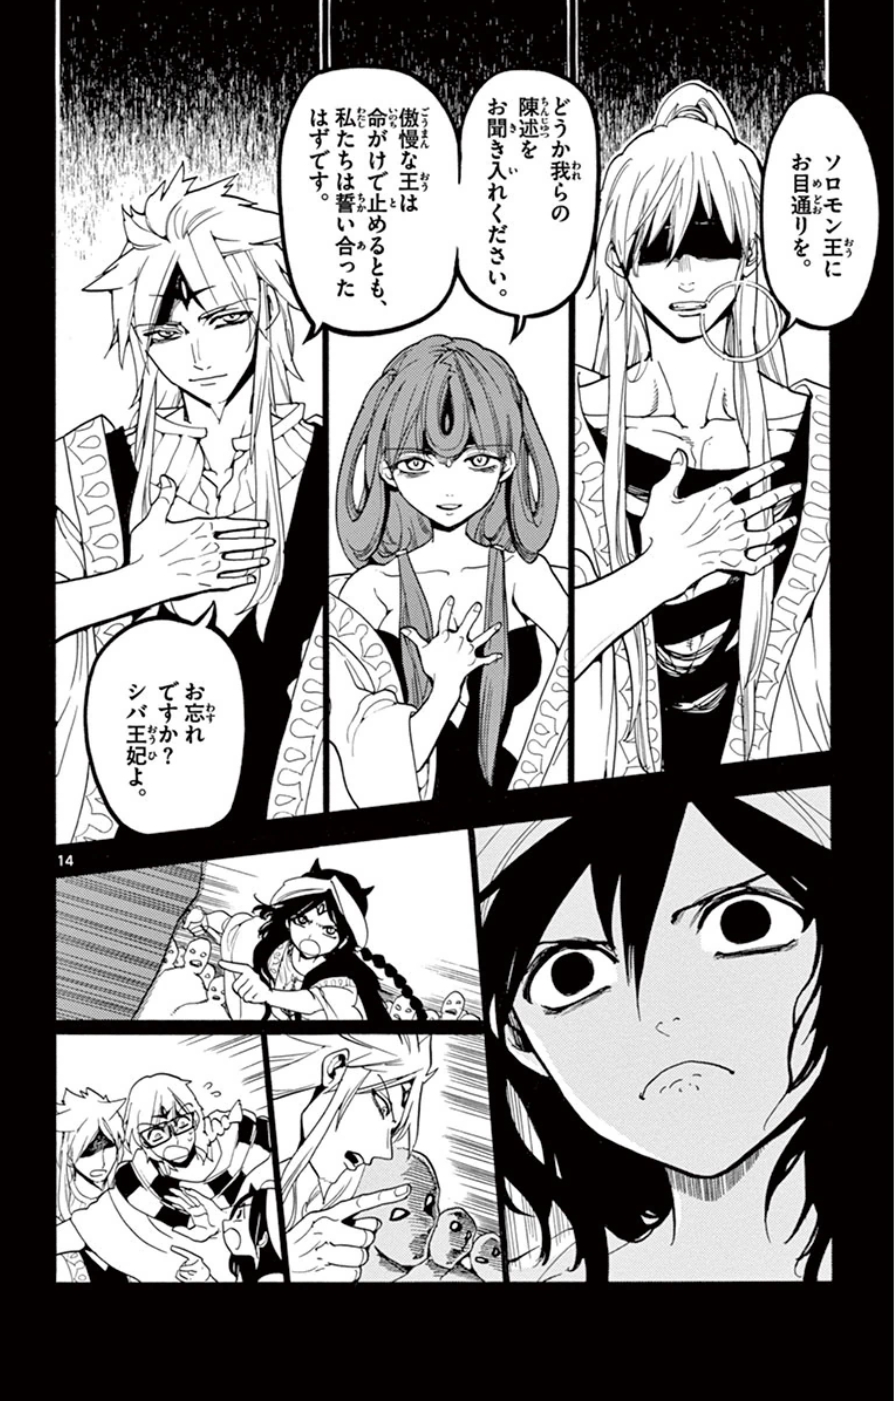 ソロモン王に
お目通りを。
どうか我らの
陳述を
お聞き入れください。
傲慢な王は
命がけで止めるとも、
私たちは誓い合った
はずです。
お忘れ
ですか？
シバ王妃よ。
14